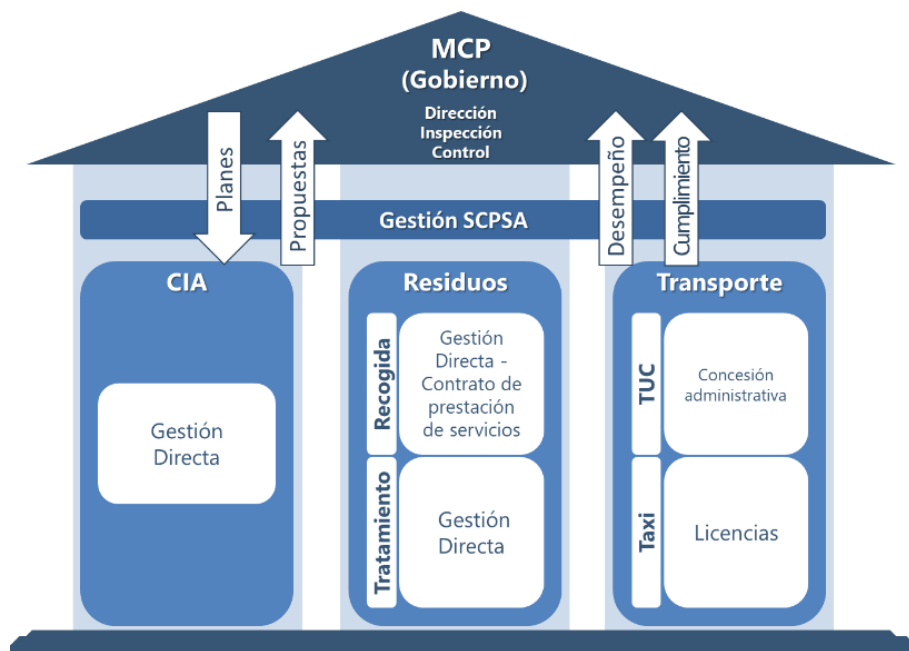 MCP
(Gobierno)
Dirección
Inspección
Control
Planes
Propuestas
Desempeño
Cumplimiento
Gestión SCPSA
CIA
Gestión
Directa
Residuos
Recogida
Gestión
Directa -
Contrato de
prestación
de servicios
Tratamiento
Gestión
Directa
Transporte
TUC
Concesión
administrativa
Taxi
Licencias